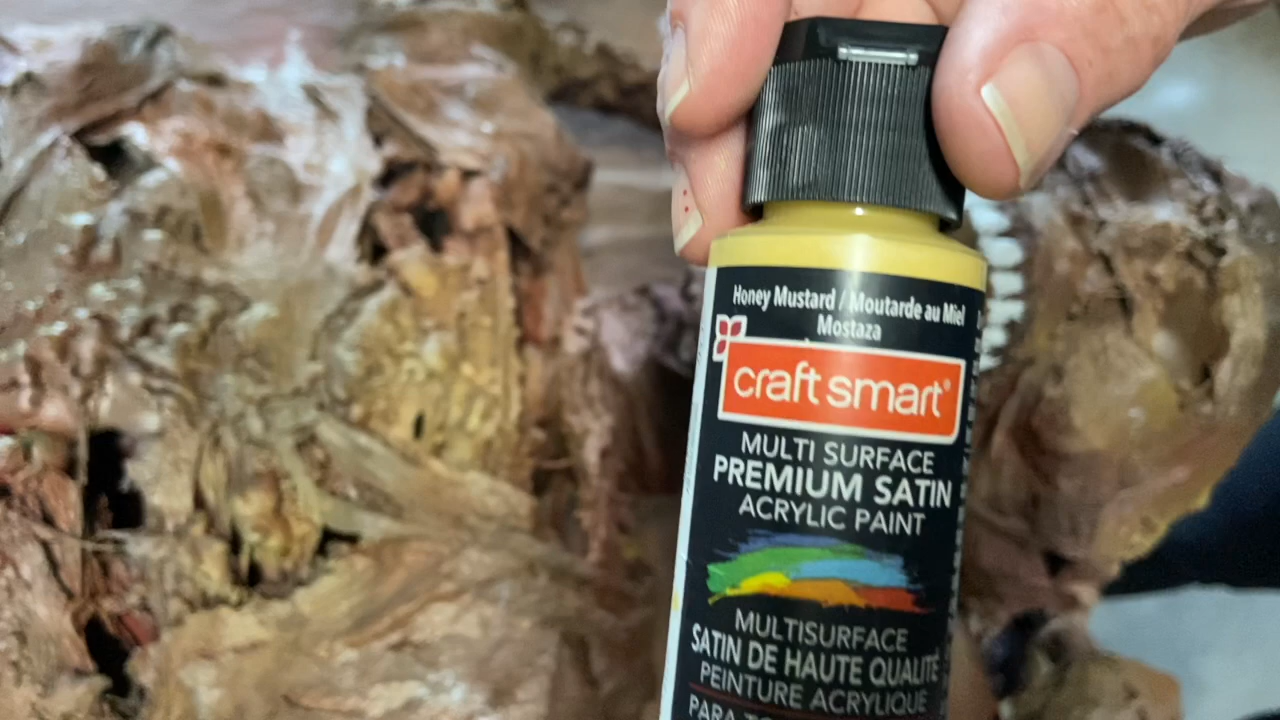 Honey Mustard / Moutarde au Miel
Mostaza
craft smart®
MULTI SURFACE
PREMIUM SATIN
ACRYLIC PAINT
MULTISURFACE
SATIN DE HAUTE QUALITÉ
PEINTURE ACRYLIQUE
PARA